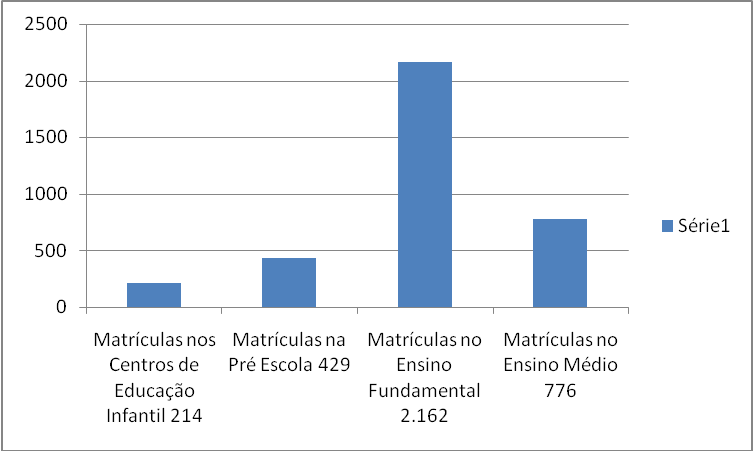 2500
2000
1500
1000
500
0
Série1
Matrículas nos
Centros de
Educação
Infantil 214
Matrículas na
Pré Escola 429
Matrículas no
Ensino
Fundamental
2.162
Matrículas no
Ensino Médio
776